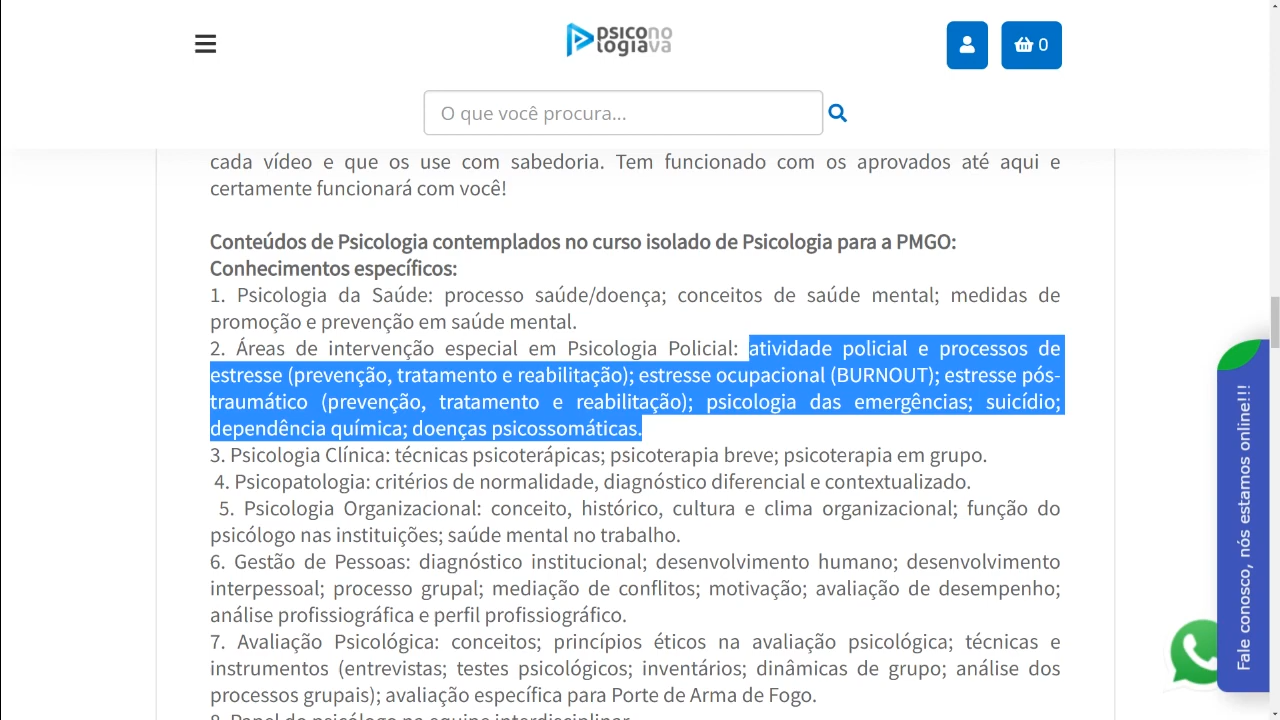 psicono
logiava
0
O que você procura...
cada vídeo e que os use com sabedoria. Tem funcionado com os aprovados até aqui e
certamente funcionará com você!
Conteúdos de Psicologia contemplados no curso isolado de Psicologia para a PMGO:
Conhecimentos específicos:
1. Psicologia da Saúde: processo saúde/doença; conceitos de saúde mental; medidas de
promoção e prevenção em saúde mental.
2. Áreas de intervenção especial em Psicologia Policial: atividade policial e processos de
estresse (prevenção, tratamento e reabilitação); estresse ocupacional (BURNOUT); estresse pós-
traumático (prevenção, tratamento e reabilitação); psicologia das emergências; suicídio;
dependência química; doenças psicossomáticas.
3. Psicologia Clínica: técnicas psicoterápicas; psicoterapia breve; psicoterapia em grupo.
4. Psicopatologia: critérios de normalidade, diagnóstico diferencial e contextualizado.
5. Psicologia Organizacional: conceito, histórico, cultura e clima organizacional; função do
psicólogo nas instituições; saúde mental no trabalho.
6. Gestão de Pessoas: diagnóstico institucional; desenvolvimento humano; desenvolvimento
interpessoal; processo grupal; mediação de conflitos; motivação; avaliação de desempenho;
análise profissiográfica e perfil profissiográfico.
7. Avaliação Psicológica: conceitos; princípios éticos na avaliação psicológica; técnicas e
instrumentos (entrevistas; testes psicológicos; inventários; dinâmicas de grupo; análise dos
processos grupais); avaliação específica para Porte de Arma de Fogo.
8. Papel do psicólogo na equipe interdisciplinar.
Fale conosco, nós estamos online!!!